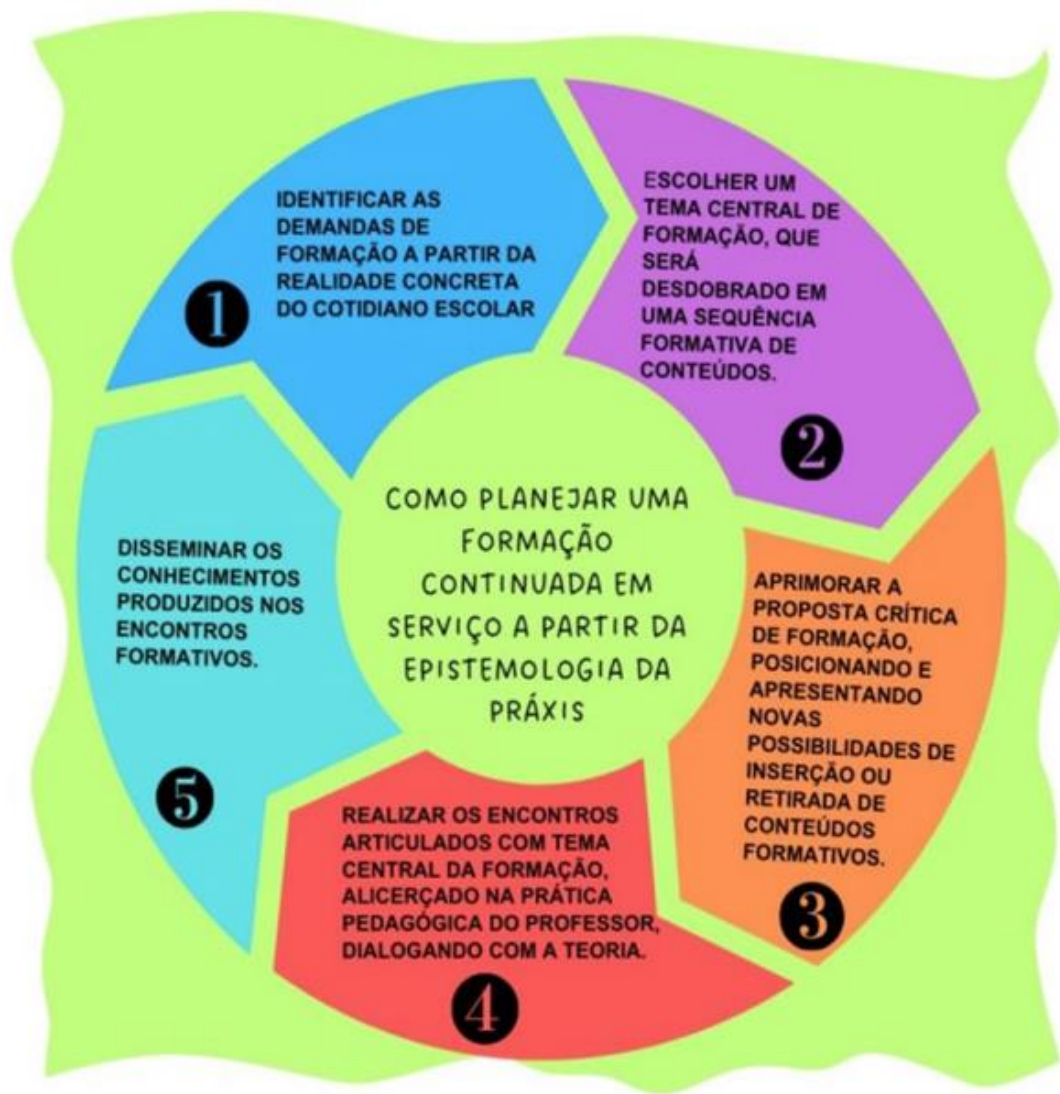 IDENTIFICAR AS
DEMANDAS DE
FORMAÇÃO A PARTIR DA
REALIDADE CONCRETA
DO COTIDIANO ESCOLAR
1
ESCOLHER UM
TEMA CENTRAL DE
FORMAÇÃO, QUE
SERÁ
DESDOBRADO EM
UMA SEQUÊNCIA
FORMATIVA DE
CONTEÚDOS.
2
APRIMORAR A
PROPOSTA CRÍTICA
DE FORMAÇÃO,
POSICIONANDO E
APRESENTANDO
NOVAS
POSSIBILIDADES DE
INSERÇÃO OU
RETIRADA DE
CONTEÚDOS
FORMATIVOS.
3
REALIZAR OS ENCONTROS
ARTICULADOS COM TEMA
CENTRAL DA FORMAÇÃO,
ALICERÇADO NA PRÁTICA
PEDAGÓGICA DO PROFESSOR,
DIALOGANDO COM A TEORIA.
4
DISSEMINAR OS
CONHECIMENTOS
PRODUZIDOS NOS
ENCONTROS
FORMATIVOS.
5
COMO PLANEJAR UMA
FORMAÇÃO
CONTINUADA EM
SERVIÇO A PARTIR DA
EPISTEMOLOGIA DA
PRÁXIS